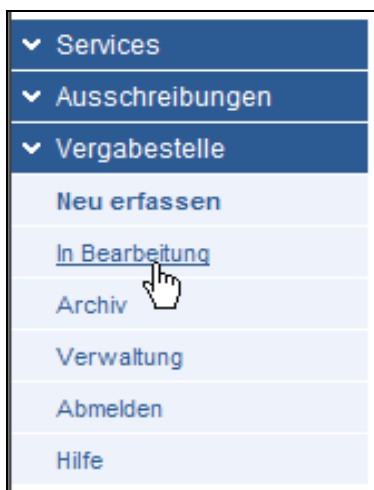 Services
Ausschreibungen
Vergabestelle
Neu erfassen
In Bearbeitung
Archiv
Verwaltung
Abmelden
Hilfe